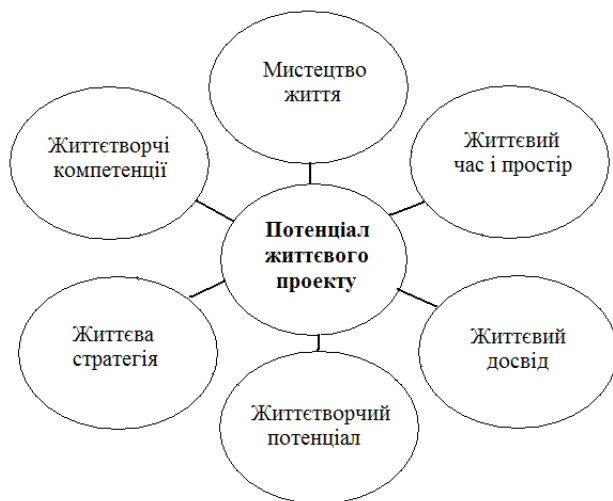 Мистецтво
життя
Життєтворчі
компетенції
Життєвий
час і простір
Потенціал
життєвого
проекту
Життєва
стратегія
Життєвий
досвід
Життєтворчий
потенціал